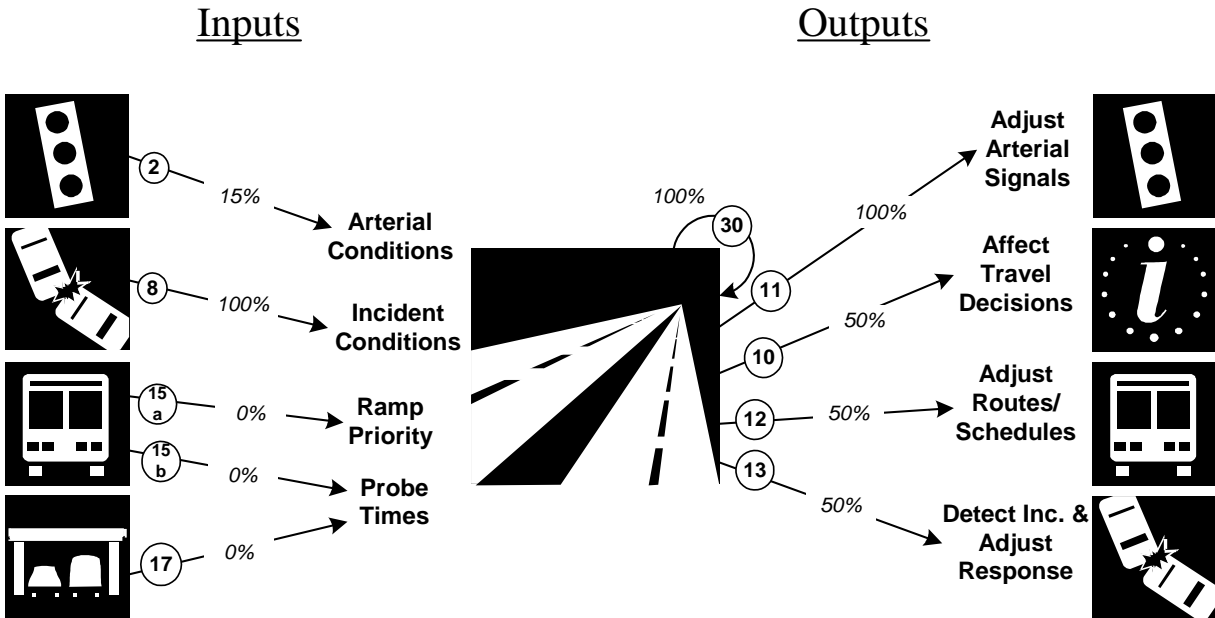 Inputs
Outputs
2
15%
Arterial
Conditions
8
100%
Incident
Conditions
15
a
0%
Ramp
Priority
15
b
0%
Probe
Times
17
0%
100%
30
11
100%
Adjust
Arterial
Signals
10
50%
Affect
Travel
Decisions
i
12
50%
Adjust
Routes/
Schedules
13
50%
Detect Inc. &
Adjust
Response